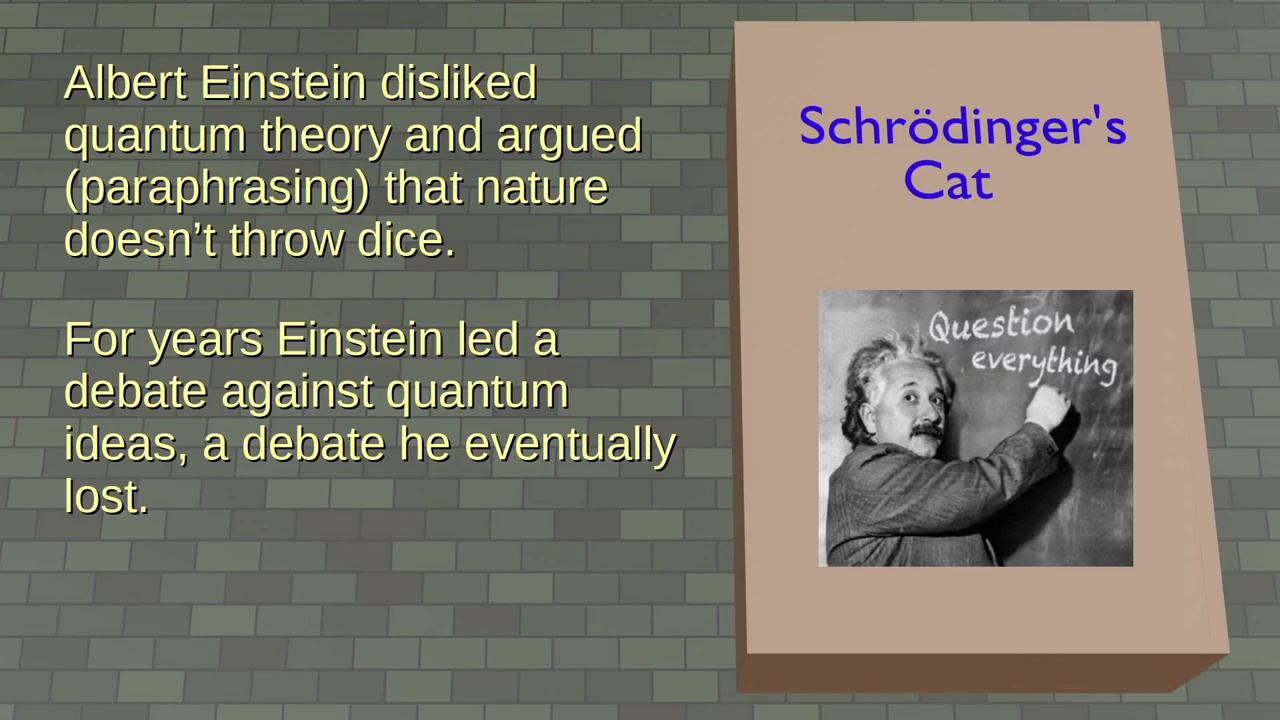 Albert Einstein disliked
quantum theory and argued
(paraphrasing) that nature
doesn’t throw dice.
For years Einstein led a
debate against quantum
ideas, a debate he eventually
lost.
Schrödinger's
Cat
Question
everything